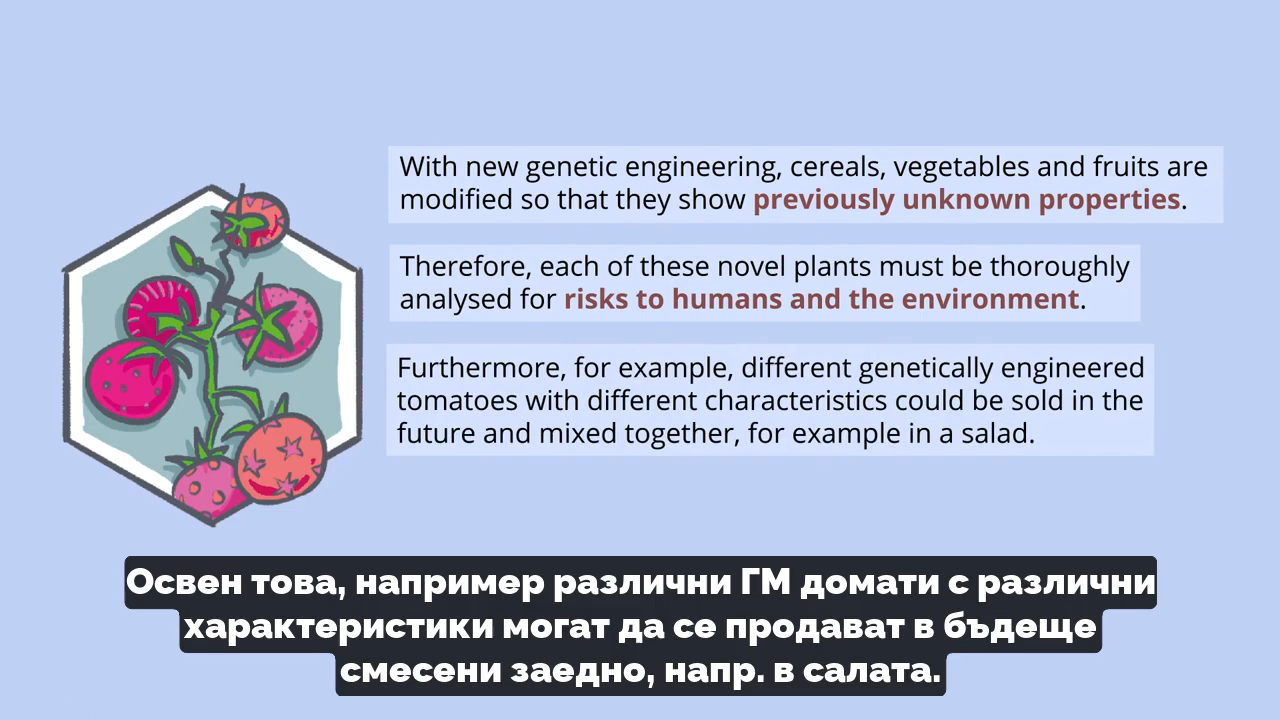 With new genetic engineering, cereals, vegetables and fruits are
modified so that they show previously unknown properties.
Therefore, each of these novel plants must be thoroughly
analysed for risks to humans and the environment.
Furthermore, for example, different genetically engineered
tomatoes with different characteristics could be sold in the
future and mixed together, for example in a salad.
Освен това, например различни ГМ домати с различни
характеристики могат да се продават в бъдеще
смесени заедно, напр. в салата.